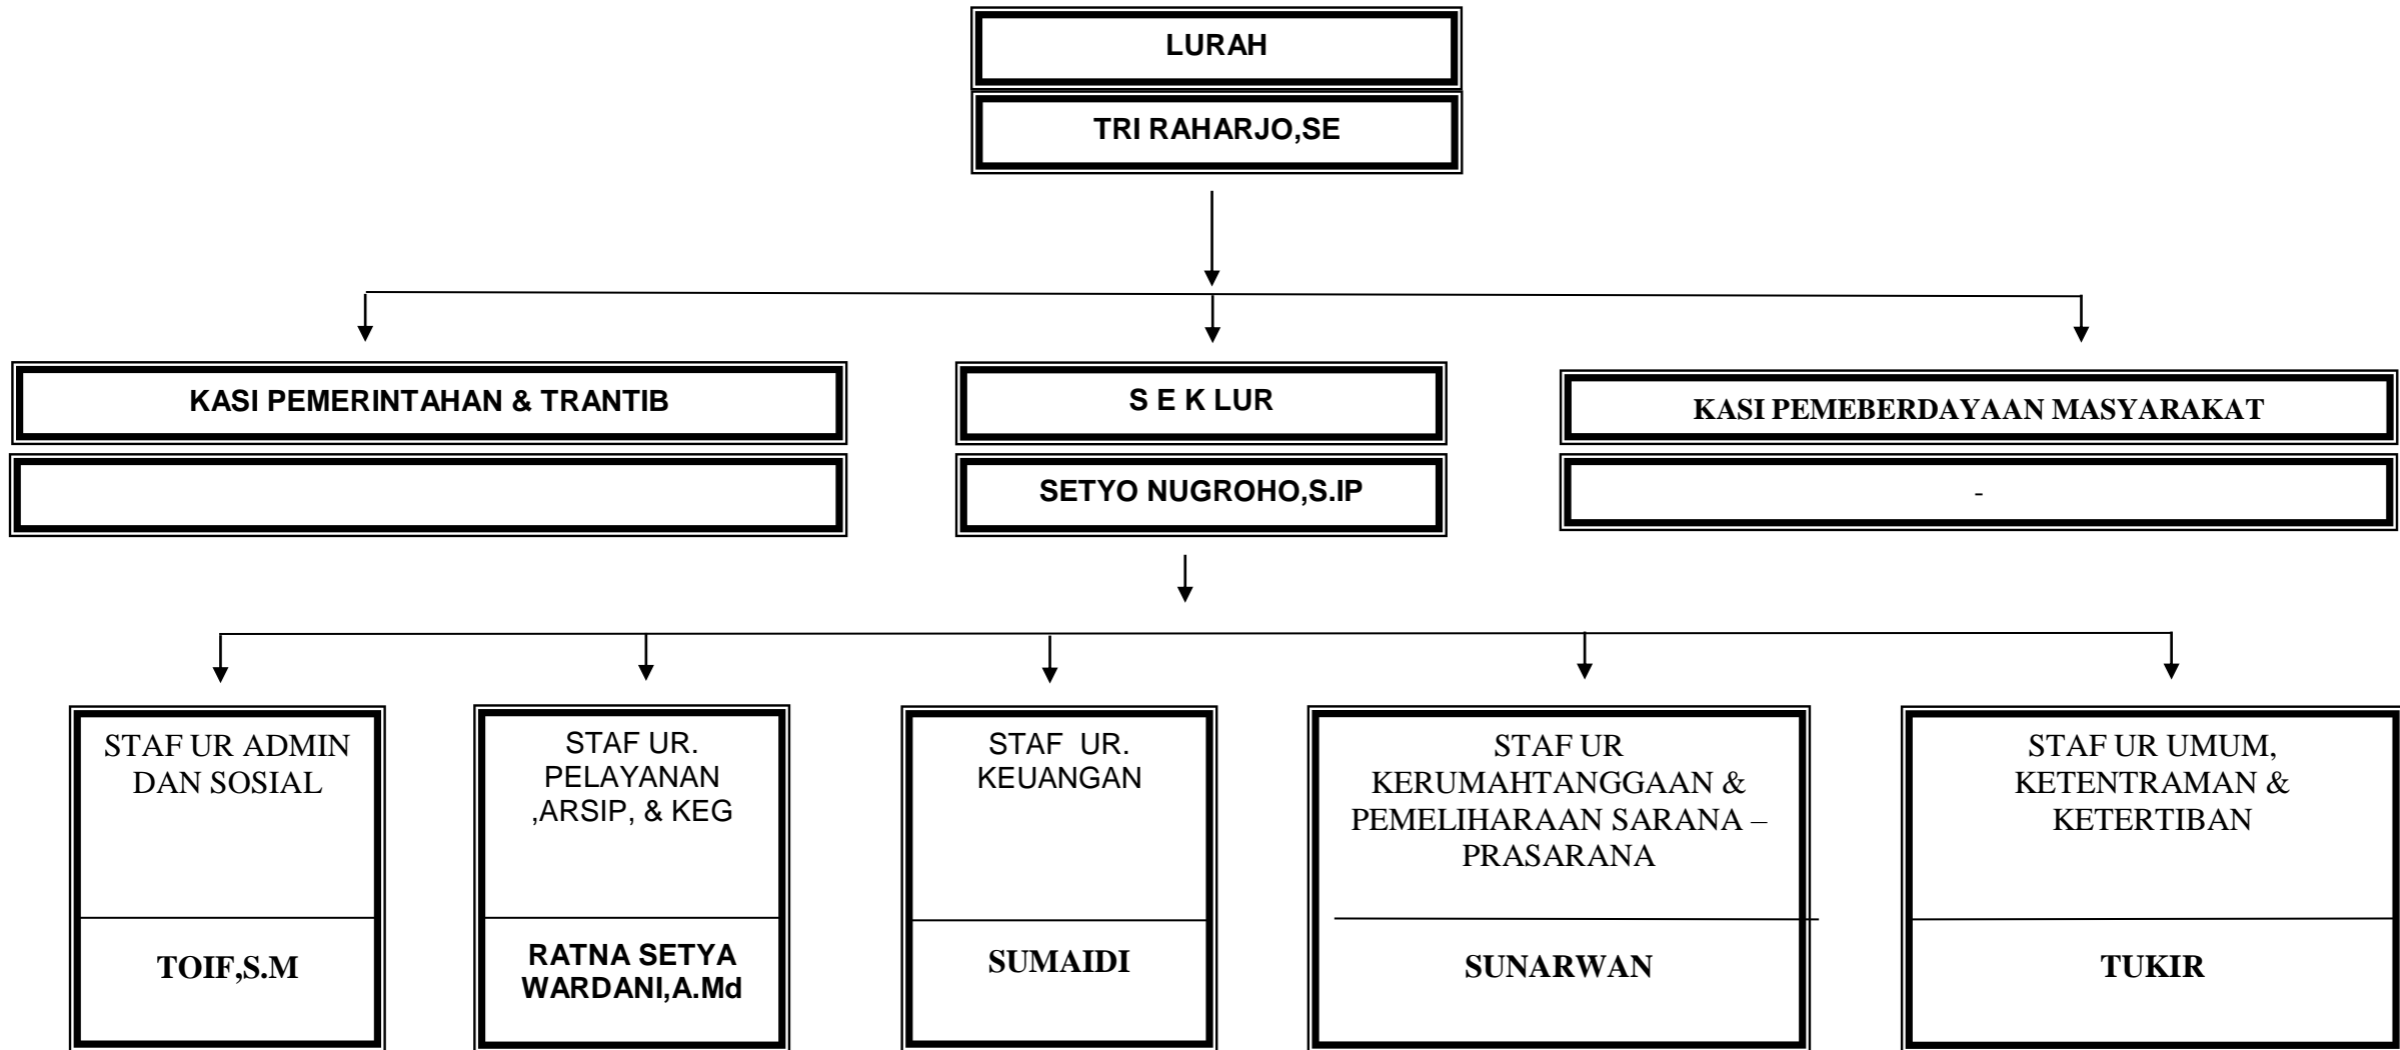 LURAH
TRI RAHARJO,SE
KASI PEMERINTAHAN & TRANTIB
S E K LUR
KASI PEMEBERDAYAAN MASYARAKAT
SETYO NUGROHO,S.IP
-
STAF UR ADMIN
DAN SOSIAL
TOIF,S.M
STAF UR.
PELAYANAN
,ARSIP, & KEG
RATNA SETYA
WARDANI,A.Md
STAF  UR.
KEUANGAN
SUMAIDI
STAF UR
KERUMAHTANGGAAN &
PEMELIHARAAN SARANA –
PRASARANA
SUNARWAN
STAF UR UMUM,
KETENTRAMAN &
KETERTIBAN
TUKIR